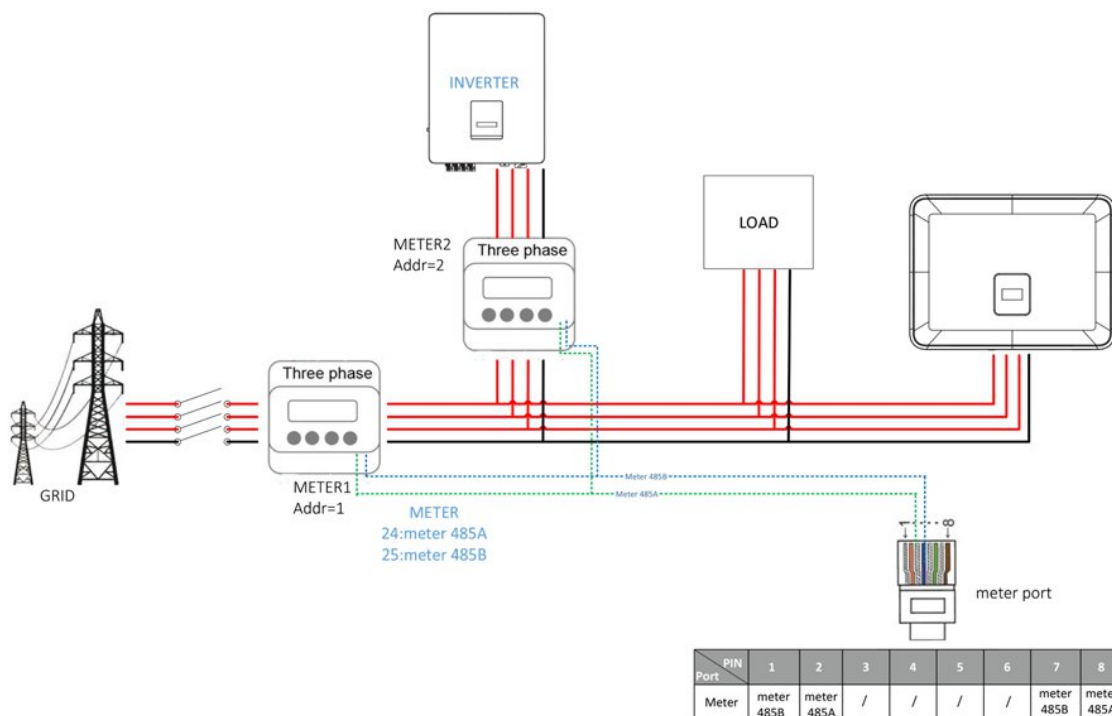 INVERTER
METER2
Addr=2
Three phase
LOAD
Three phase
GRID
METER1
Addr=1
Meter 485B
Meter 485A
METER
24:meter 485A
25:meter 485B
1 8
meter port
PIN 1 2 3 4 5 6 7 8
Port
Meter meter 485B meter 485A / / / / meter 485B meter 485A